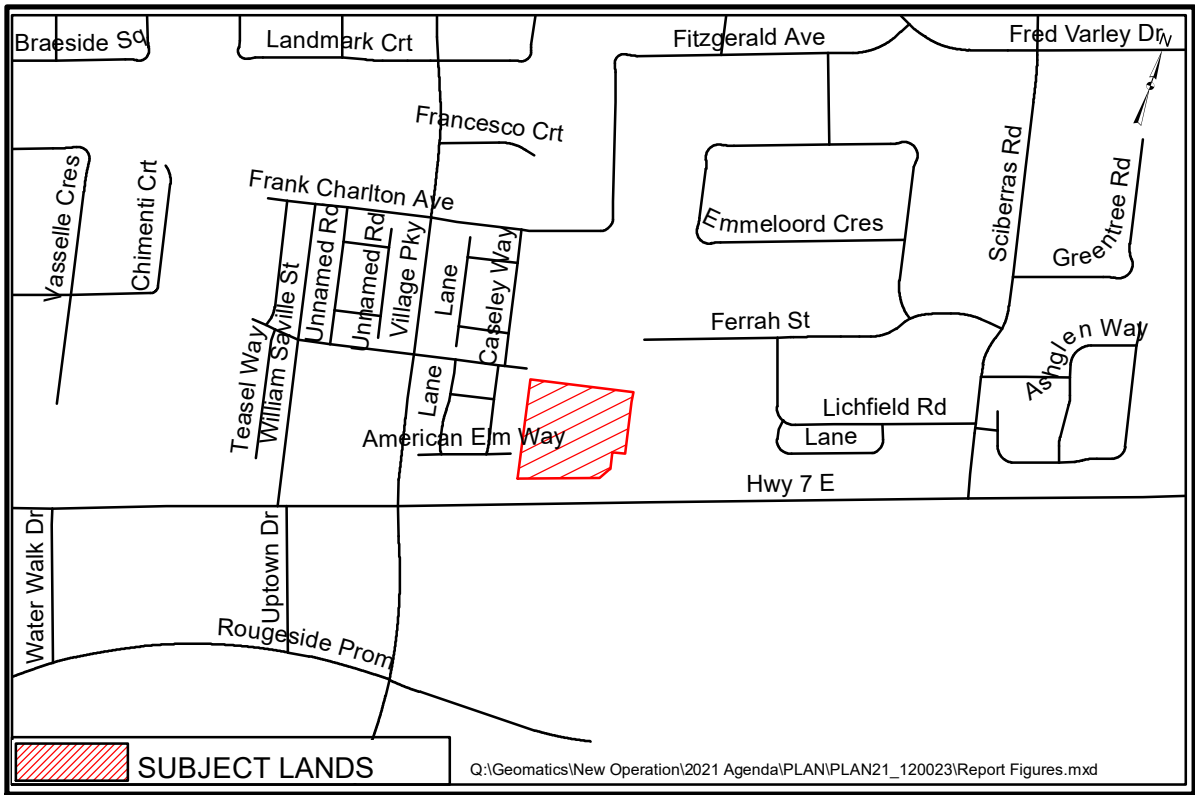 Braeside Sq
Landmark Crt
Fitzgerald Ave
Fred Varley Dr
N
Francesco Crt
Vasselle Cres
Chimenti Crt
Frank Charlton Ave
Sciberras Rd
Greentree Rd
Emmeloord Cres
Unnamed Rd
Unnamed Rd
Village Pky
Lane
Caseley Way
William Saville St
Teasel Way
Ferrah St
Ashglen Way
Lane
American Elm Way
Lichfield Rd
Lane
Hwy 7 E
Water Walk Dr
Uptown Dr
Rougeside Prom
SUBJECT LANDS
Q:\Geomatics\New Operation\2021 Agenda\PLAN\PLAN21_120023\Report Figures.mxd